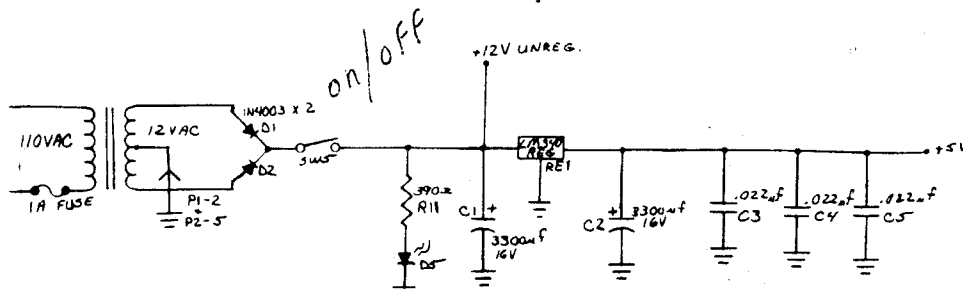 on/off
+12V UNREG.
1N4003 x 2
110VAC
12VAC
D1
D2
SW5
LM340
REG
RE1
+5V
1A FUSE
P1-2
P2-5
390Ω
R11
D5
C1
+
3300µf
16V
C2
+
3300µf
16V
.022µf
C3
.022µf
C4
.022µf
C5